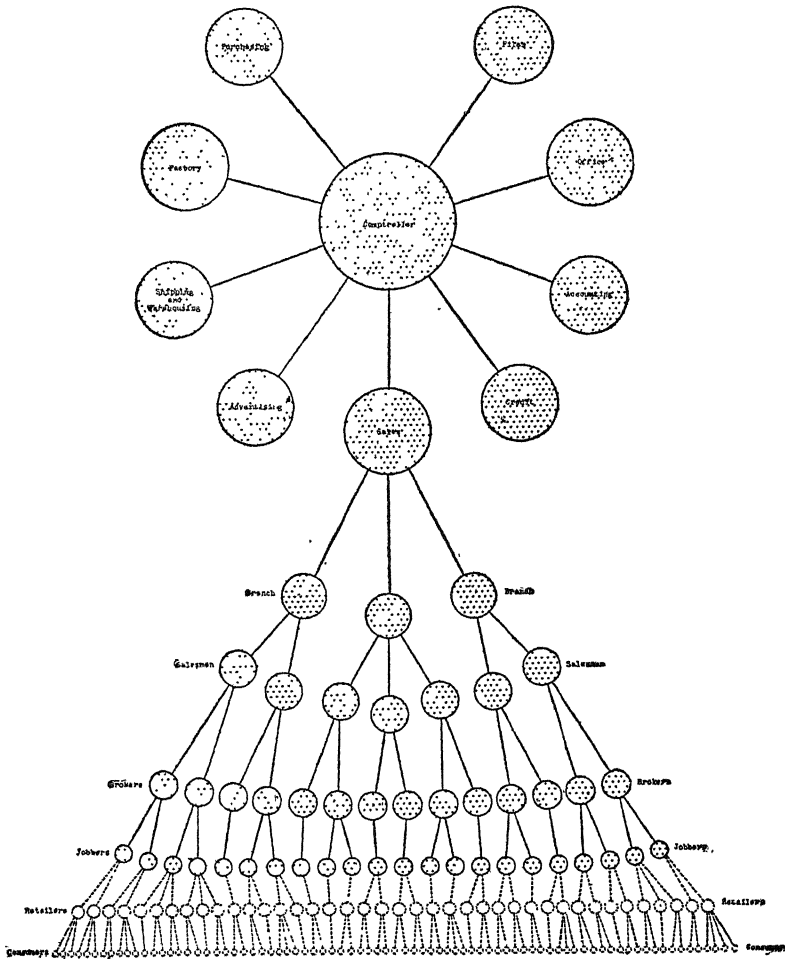 Purchasing
Files
Factory
Office
Comptroller
Shipping
and
Warehousing
Accounting
Advertising
Credit
Sales
Branch
Branch
Salesmen
Salesman
Brokers
Brokers
Jobbers
Jobbers
Retailers
Retailers
Consumers
Consumers